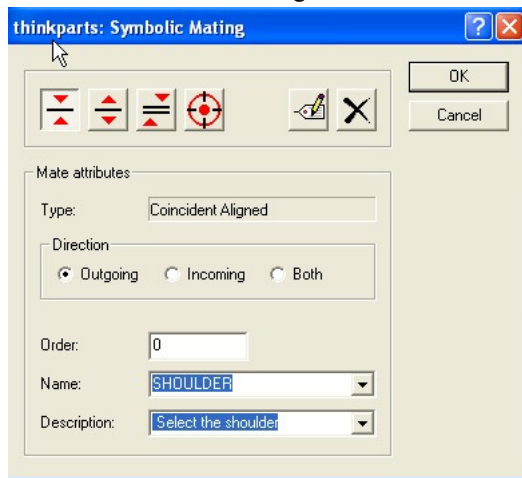 thinkparts: Symbolic Mating
OK
Cancel
Mate attributes
Type: Coincident Aligned
Direction
Outgoing Incoming Both
Order: 0
Name: SHOULDER
Description: Select the shoulder